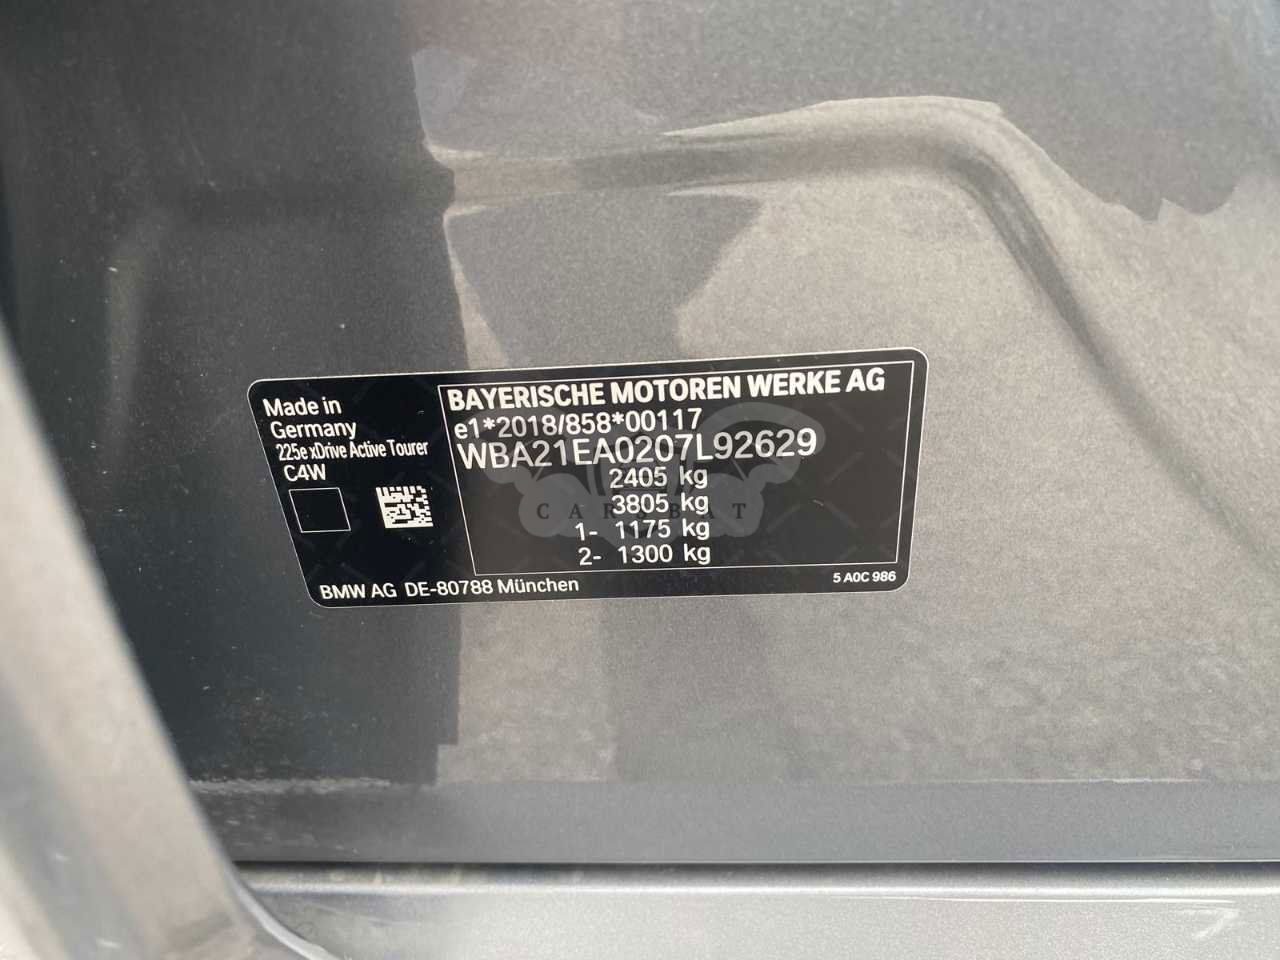 Made in
Germany
225e xDrive Active Tourer
C4W
BAYERISCHE MOTOREN WERKE AG
e1*2018/858*00117
WBA21EA0207L92629
2405 kg
3805 kg
1- 1175 kg
2- 1300 kg
CARSBAT
BMW AG DE-80788 München
5 A0C 986